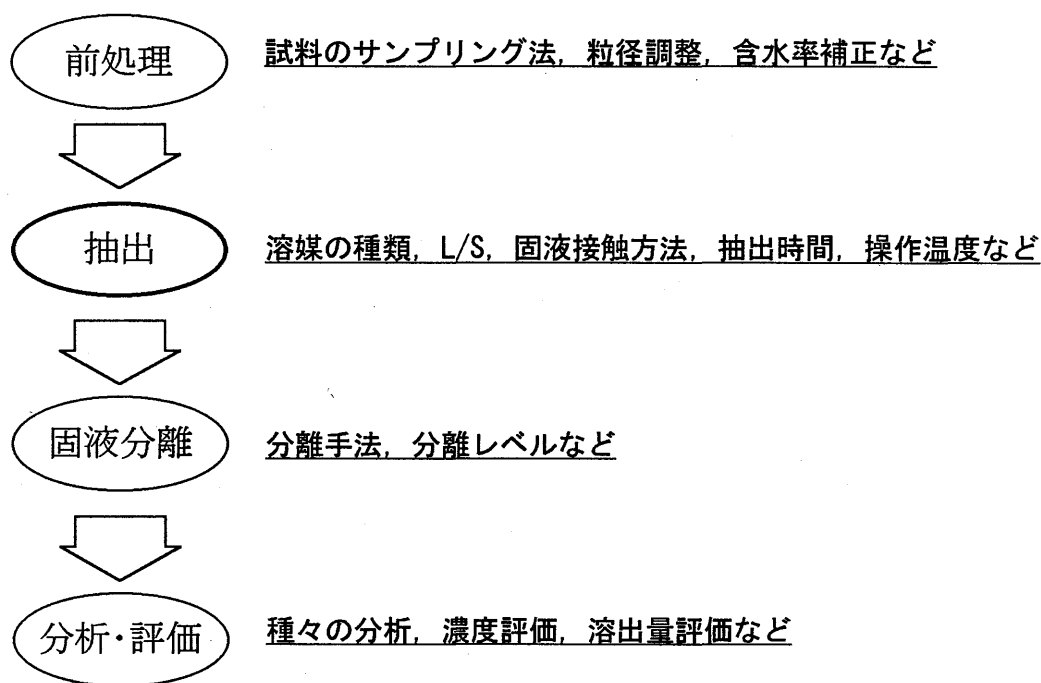 前処理
試料のサンプリング法, 粒径調整, 含水率補正など
抽出
溶媒の種類, L/S, 固液接触方法, 抽出時間, 操作温度など
固液分離
分離手法, 分離レベルなど
分析・評価
種々の分析, 濃度評価, 溶出量評価など